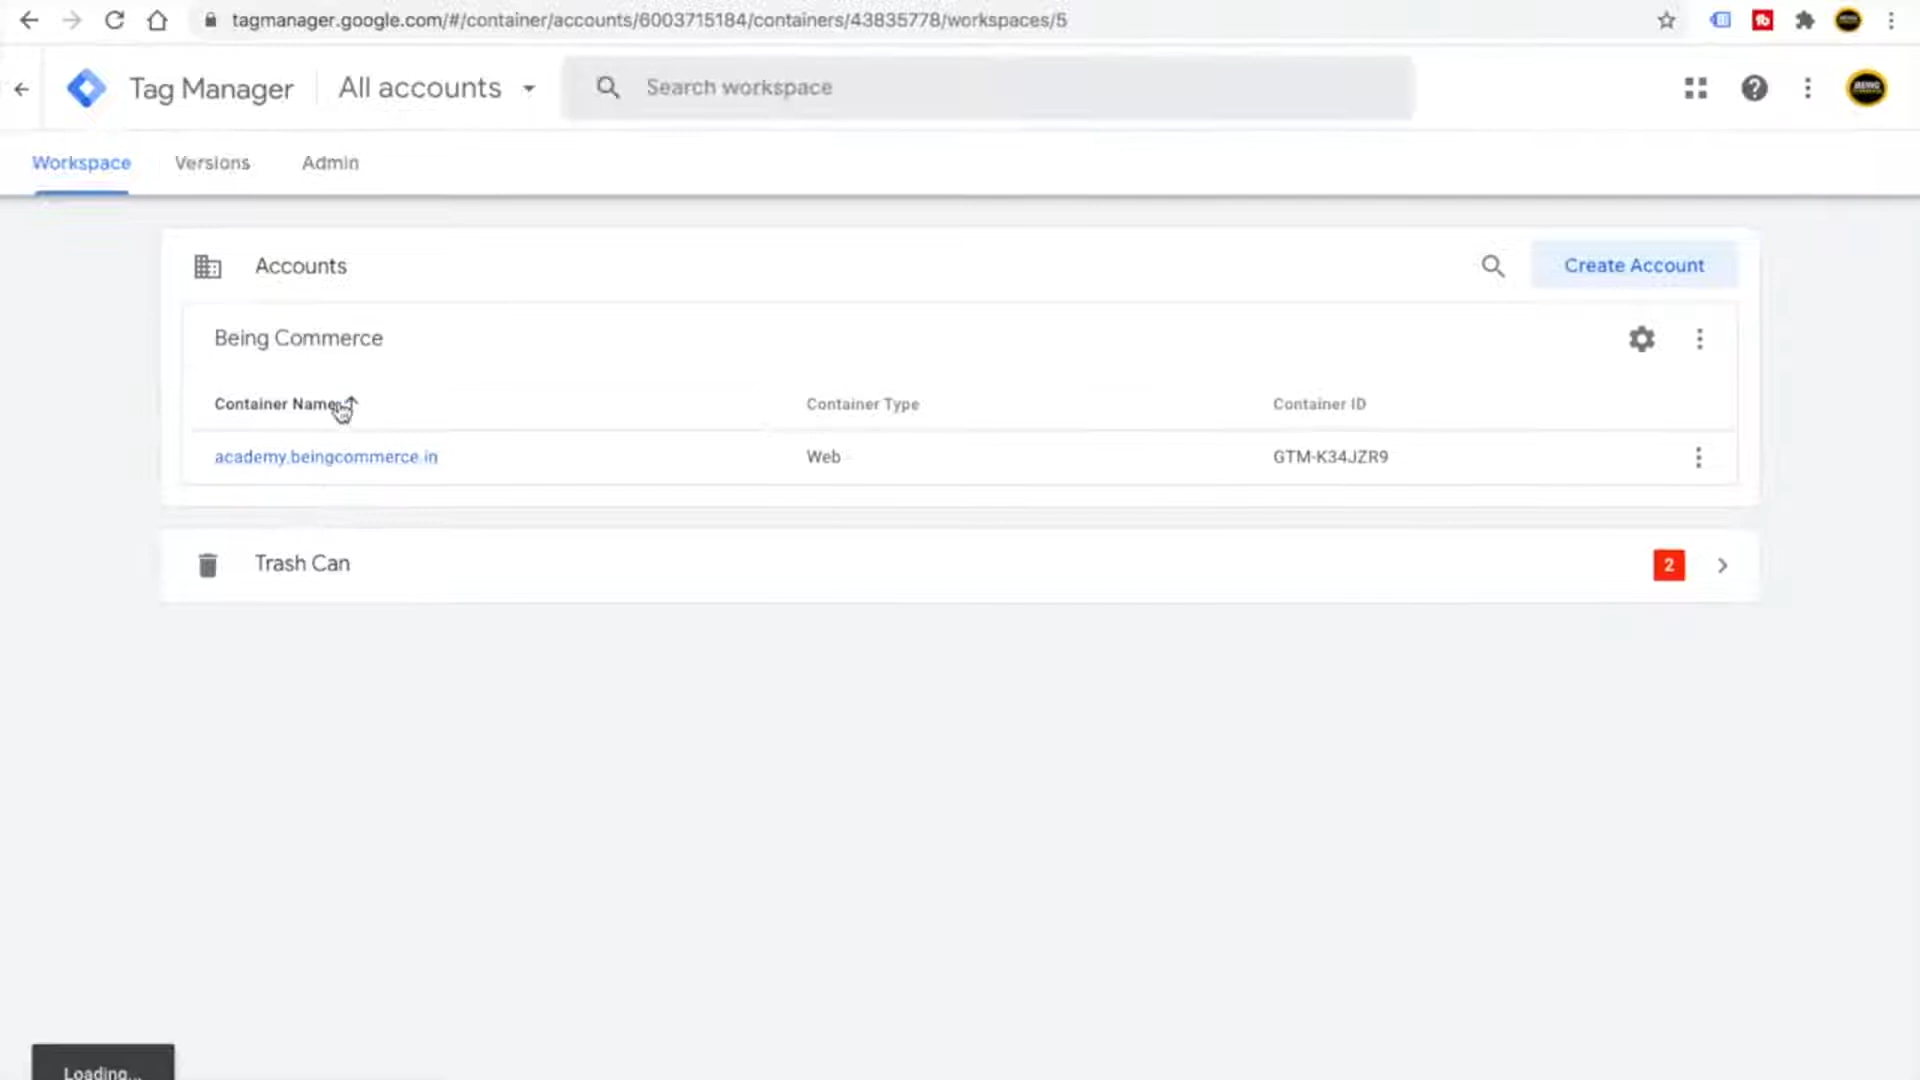 tagmanager.google.com/#/container/accounts/6003715184/containers/43835778/workspaces/5
Tag Manager
All accounts
Search workspace
Workspace
Versions
Admin
Accounts
Create Account
Being Commerce
Container Name
Container Type
Container ID
academy.beingcommerce.in
Web
GTM-K34JZR9
Trash Can
2
Loading...